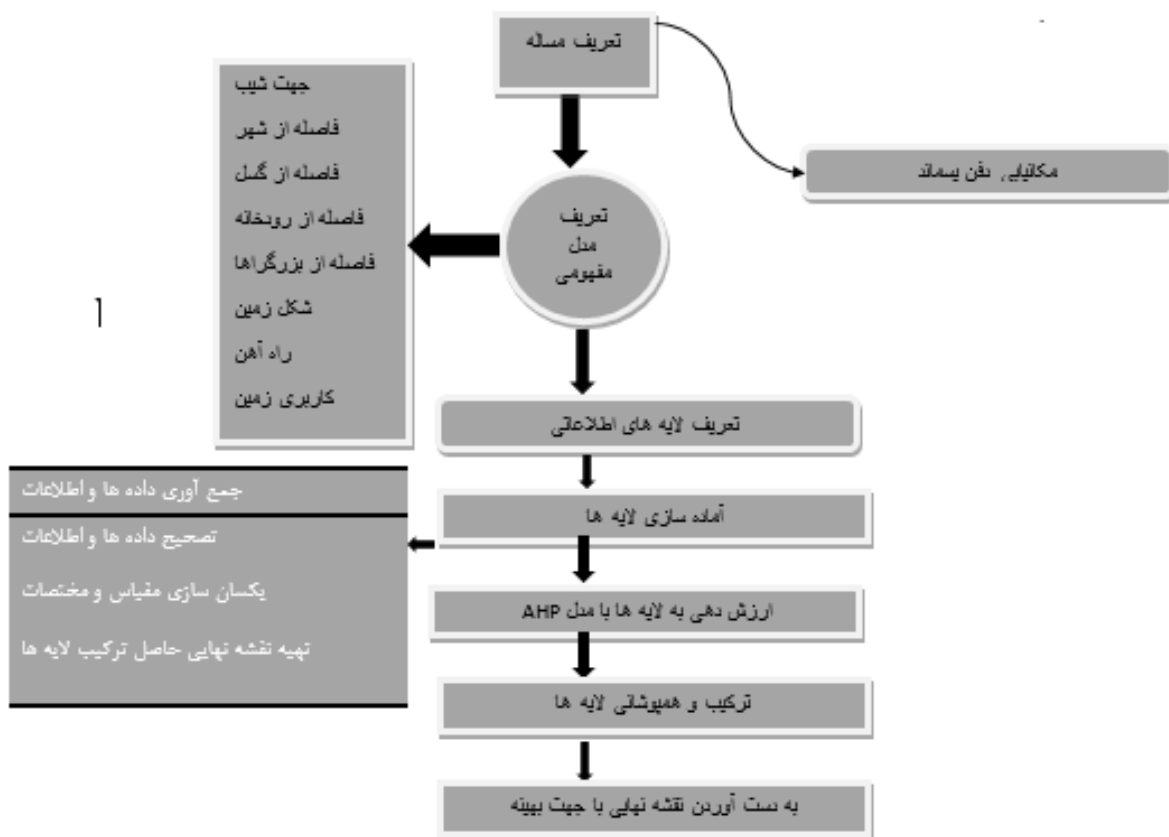 تعریف مساله
مکانیابی دفن پسماند
تعریف
مدل
مفهومی
جهت شیب
فاصله از شهر
فاصله از گسل
فاصله از رودخانه
فاصله از بزرگراها
شکل زمین
راه آهن
کاربری زمین
1
تعریف لایه های اطلاعاتی
آماده سازی لایه ها
جمع آوری داده ها و اطلاعات
تصحیح داده ها و اطلاعات
یکسان سازی مقیاس و مختصات
تهیه نقشه نهایی حاصل ترکیب لایه ها
ارزش دهی به لایه ها با مدل AHP
ترکیب و همپوشانی لایه ها
به دست آوردن نقشه نهایی با جهت بهینه